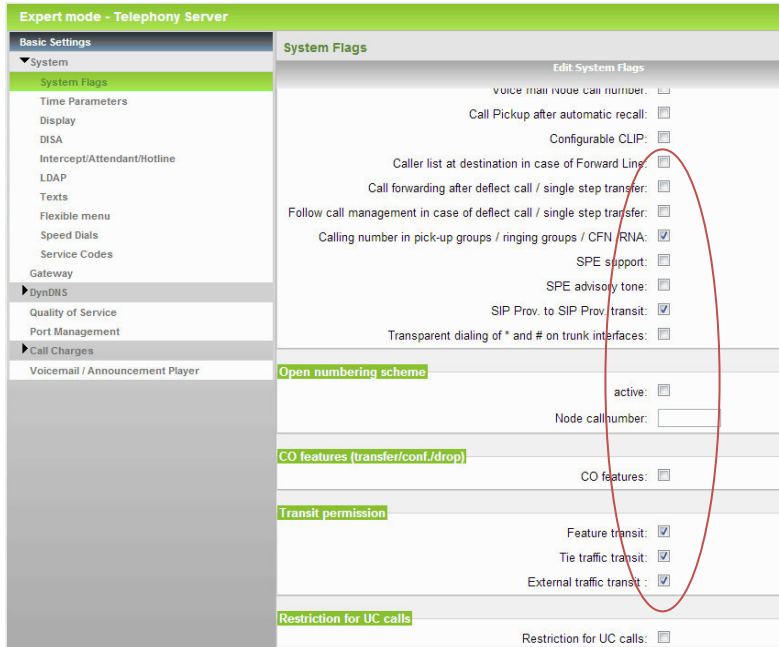 Expert mode - Telephony Server
Basic Settings
System
System Flags
Time Parameters
Display
DISA
Intercept/Attendant/Hotline
LDAP
Texts
Flexible menu
Speed Dials
Service Codes
Gateway
DynDNS
Quality of Service
Port Management
Call Charges
Voicemail / Announcement Player
System Flags
Edit System Flags
Voice mail Node call number:
Call Pickup after automatic recall:
Configurable CLIP:
Caller list at destination in case of Forward Line:
Call forwarding after deflect call / single step transfer:
Follow call management in case of deflect call / single step transfer:
Calling number in pick-up groups / ringing groups / CFN /RNA:
SPE support:
SPE advisory tone:
SIP Prov. to SIP Prov. transit:
Transparent dialing of * and # on trunk interfaces:
Open numbering scheme
active:
Node callnumber:
CO features (transfer/conf./drop)
CO features:
Transit permission
Feature transit:
Tie traffic transit:
External traffic transit :
Restriction for UC calls
Restriction for UC calls: